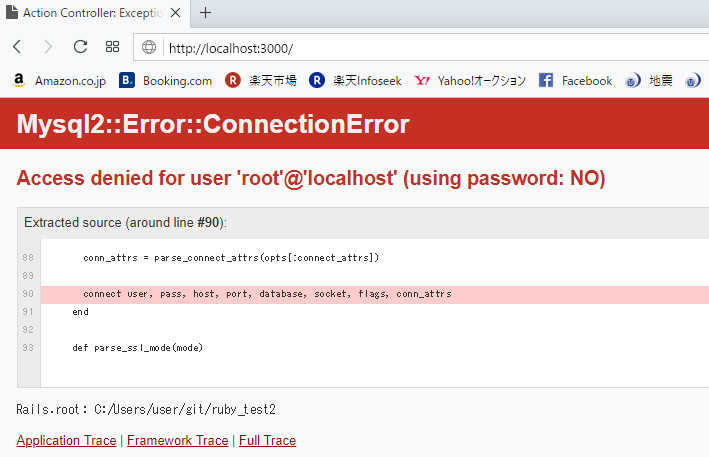 Action Controller: Exceptio
http://localhost:3000/
Amazon.co.jp Booking.com 楽天市場 楽天Infoseek Yahoo!オークション Facebook 地震
Mysql2::Error::ConnectionError
Access denied for user 'root'@'localhost' (using password: NO)
Extracted source (around line #90):
88 conn_attrs = parse_connect_attrs(opts[:connect_attrs])
89
90 connect user, pass, host, port, database, socket, flags, conn_attrs
91 end
92
93 def parse_ssl_mode(mode)
Rails.root: C:/Users/user/git/ruby_test2
Application Trace | Framework Trace | Full Trace